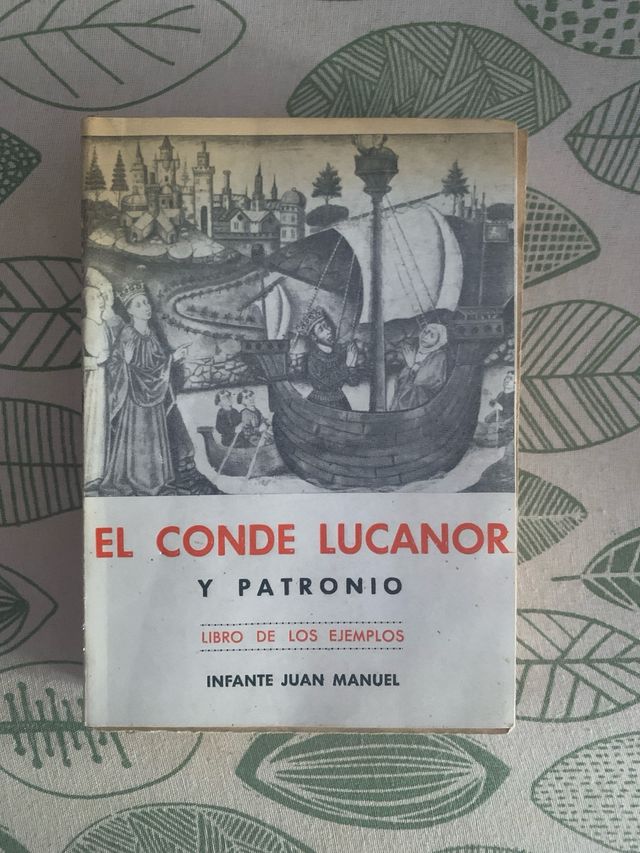 EL CONDE LUCANOR
Y PATRONIO
LIBRO DE LOS EJEMPLOS
INFANTE JUAN MANUEL